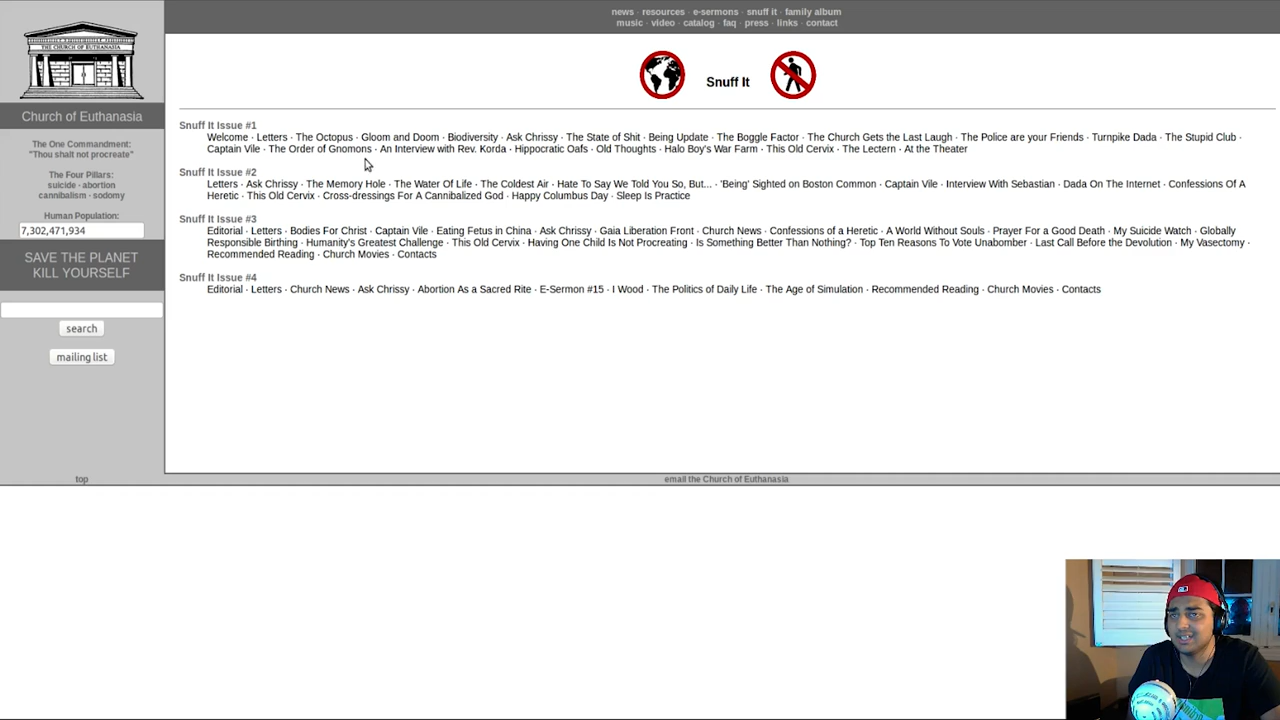 news · resources · e-sermons · snuff it · family album
music · video · catalog · faq · press · links · contact
THE CHURCH OF EUTHANASIA
Church of Euthanasia
The One Commandment:
"Thou shalt not procreate"
The Four Pillars:
suicide · abortion
cannibalism · sodomy
Human Population:
7,302,471,934
SAVE THE PLANET
KILL YOURSELF
search
mailing list
top
Snuff It
Snuff It Issue #1
Welcome · Letters · The Octopus · Gloom and Doom · Biodiversity · Ask Chrissy · The State of Shit · Being Update · The Boggle Factor · The Church Gets the Last Laugh · The Police are your Friends · Turnpike Dada · The Stupid Club ·
Captain Vile · The Order of Gnomons · An Interview with Rev. Korda · Hippocratic Oafs · Old Thoughts · Halo Boy's War Farm · This Old Cervix · The Lectern · At the Theater
Snuff It Issue #2
Letters · Ask Chrissy · The Memory Hole · The Water Of Life · The Coldest Air · Hate To Say We Told You So, But... · 'Being' Sighted on Boston Common · Captain Vile · Interview With Sebastian · Dada On The Internet · Confessions Of A
Heretic · This Old Cervix · Cross-dressings For A Cannibalized God · Happy Columbus Day · Sleep Is Practice
Snuff It Issue #3
Editorial · Letters · Bodies For Christ · Captain Vile · Eating Fetus in China · Ask Chrissy · Gaia Liberation Front · Church News · Confessions of a Heretic · A World Without Souls · Prayer For a Good Death · My Suicide Watch · Globally
Responsible Birthing · Humanity's Greatest Challenge · This Old Cervix · Having One Child Is Not Procreating · Is Something Better Than Nothing? · Top Ten Reasons To Vote Unabomber · Last Call Before the Devolution · My Vasectomy ·
Recommended Reading · Church Movies · Contacts
Snuff It Issue #4
Editorial · Letters · Church News · Ask Chrissy · Abortion As a Sacred Rite · E-Sermon #15 · I Wood · The Politics of Daily Life · The Age of Simulation · Recommended Reading · Church Movies · Contacts
email the Church of Euthanasia